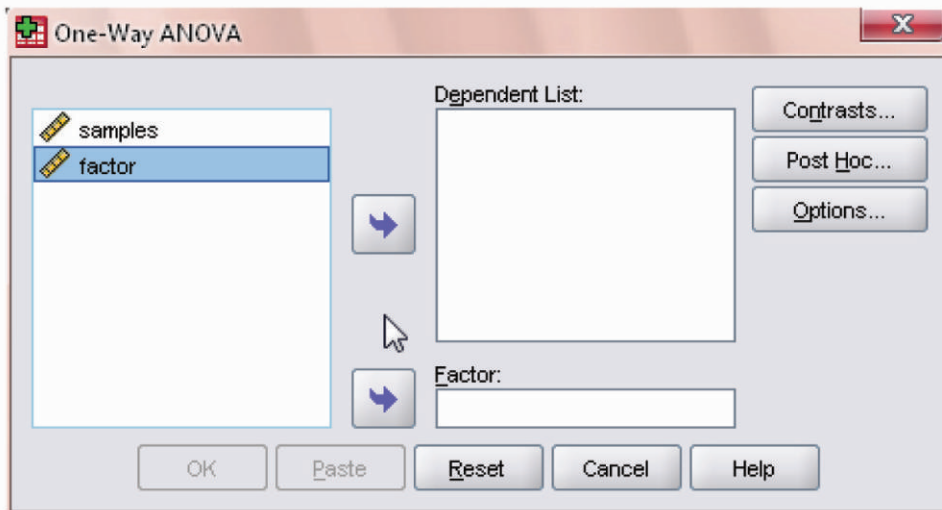 One-Way ANOVA
X
samples
factor
Dependent List:
Contrasts...
Post Hoc...
Options...
Factor:
OK
Paste
Reset
Cancel
Help